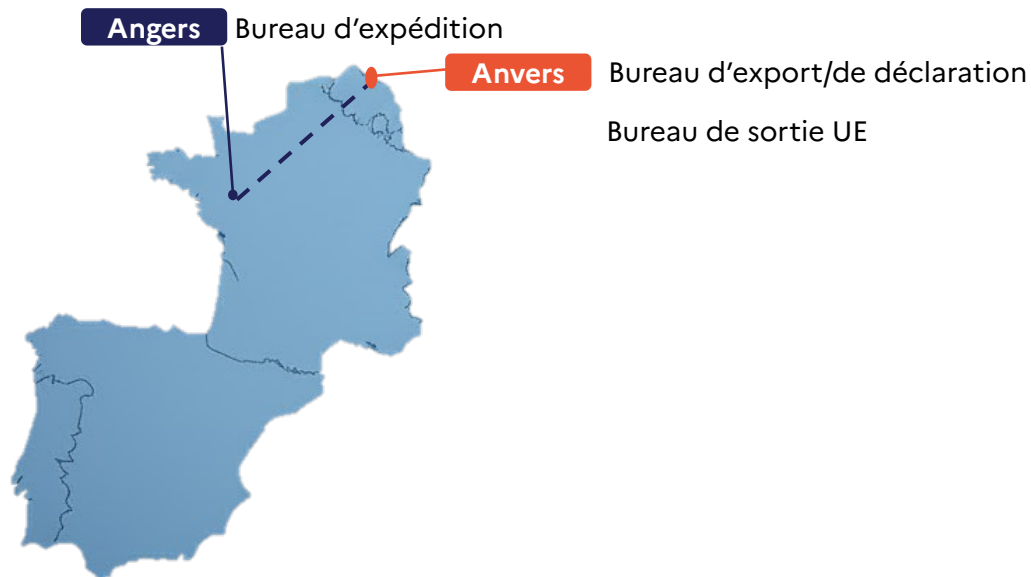 Angers Bureau d'expédition
Anvers Bureau d'export/de déclaration
Bureau de sortie UE